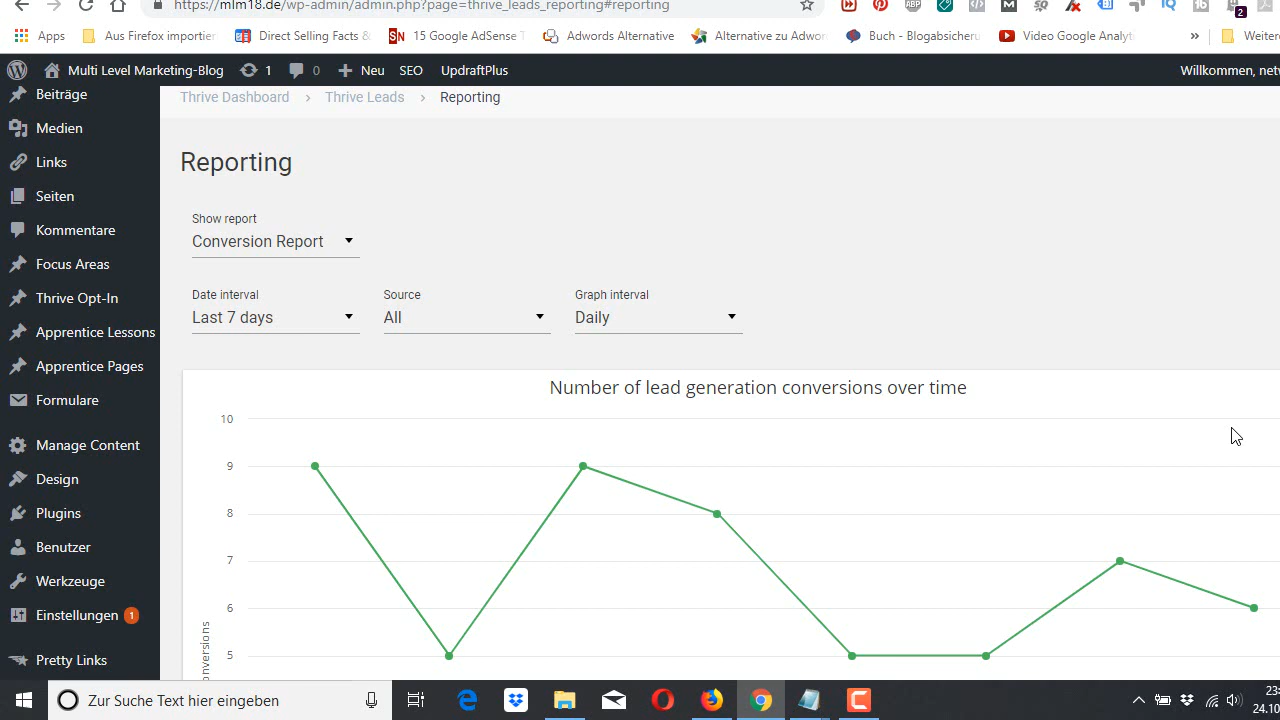 https://mlm18.de/wp-admin/admin.php?page=thrive_leads_reporting#reporting
Apps Aus Firefox importier Direct Selling Facts & 15 Google AdSense T Adwords Alternative Alternative zu Adwor Buch - Blogabsicheru Video Google Analyt » Weiter
Multi Level Marketing-Blog 1 0 Neu SEO UpdraftPlus Willkommen, net
Beiträge
Medien
Links
Seiten
Kommentare
Focus Areas
Thrive Opt-In
Apprentice Lessons
Apprentice Pages
Formulare
Manage Content
Design
Plugins
Benutzer
Werkzeuge
Einstellungen 1
Pretty Links
Thrive Dashboard › Thrive Leads › Reporting
Reporting
Show report
Conversion Report
Date interval Source Graph interval
Last 7 days All Daily
Number of lead generation conversions over time
10
9
8
7
6
5
Zur Suche Text hier eingeben
24.10